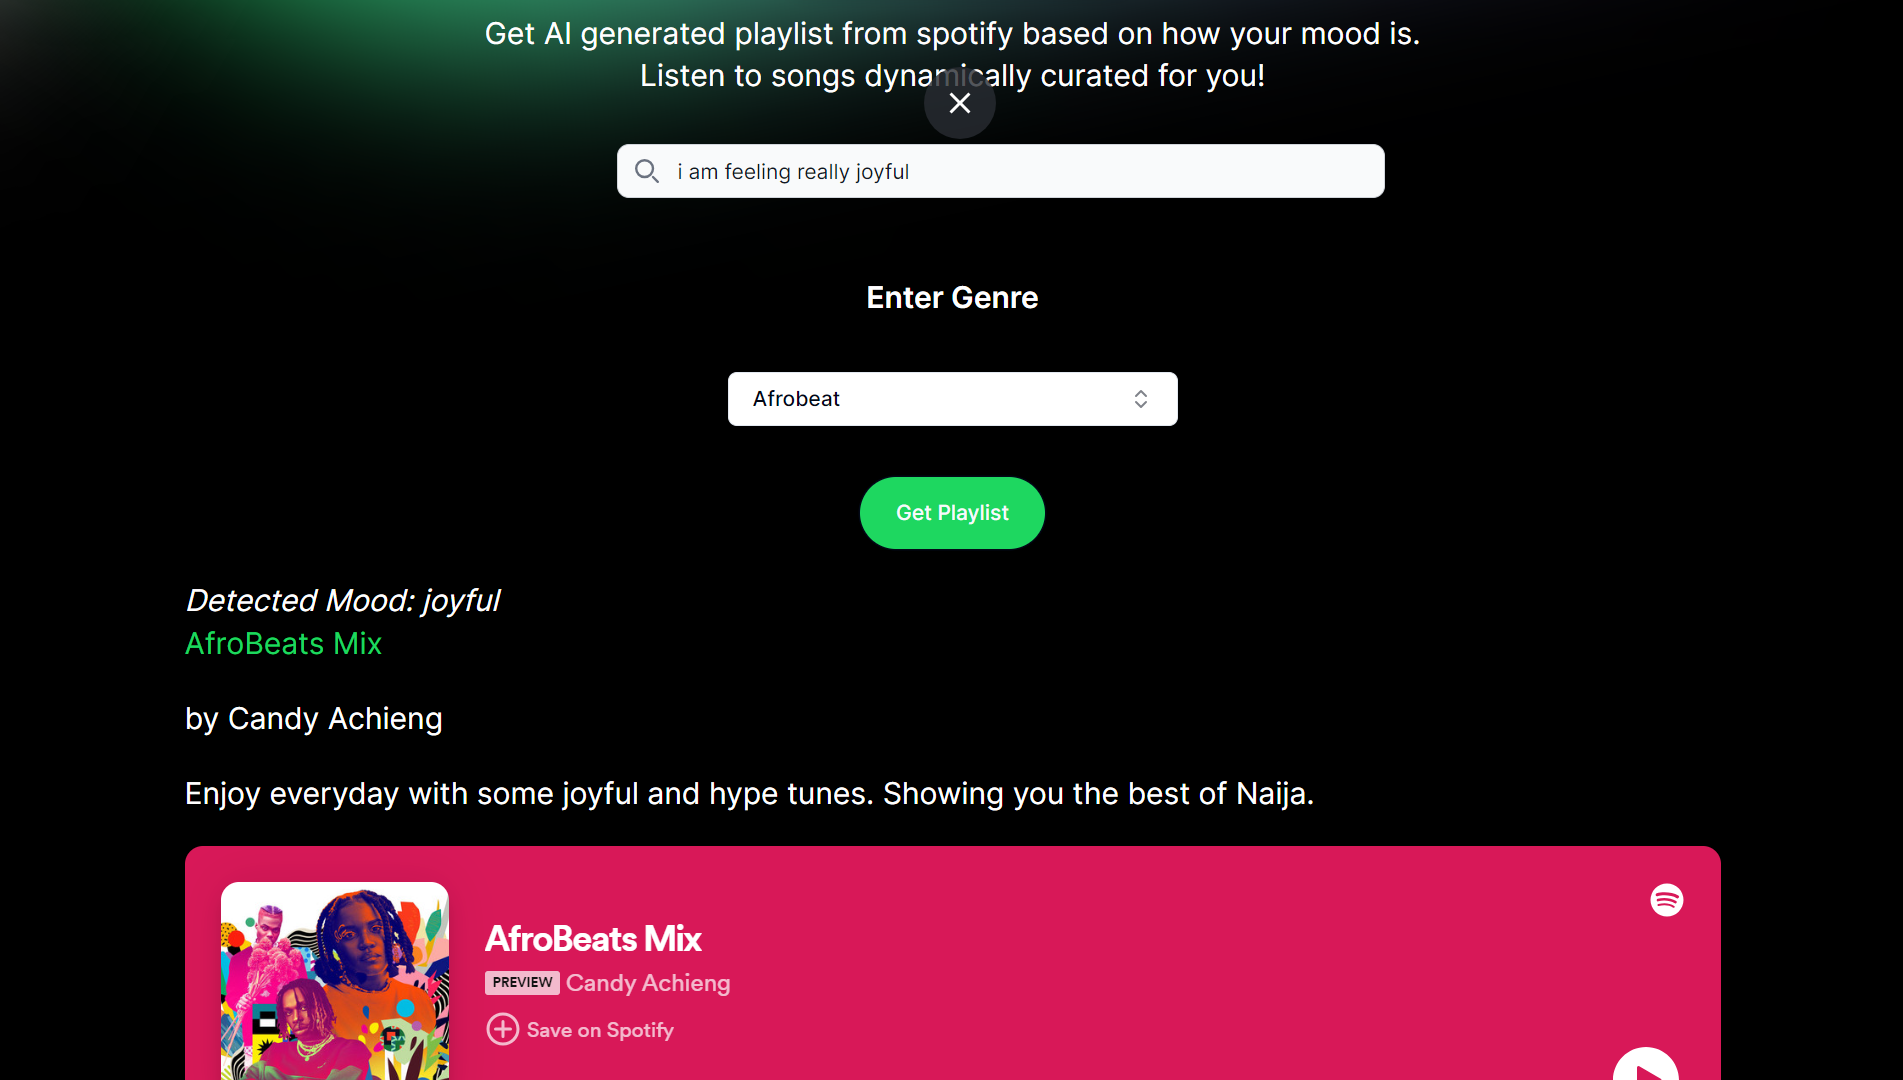 Get AI generated playlist from spotify based on how your mood is.
Listen to songs dynamically curated for you!
i am feeling really joyful
Enter Genre
Afrobeat
Get Playlist
Detected Mood: joyful
AfroBeats Mix
by Candy Achieng
Enjoy everyday with some joyful and hype tunes. Showing you the best of Naija.
AfroBeats Mix
PREVIEW Candy Achieng
Save on Spotify